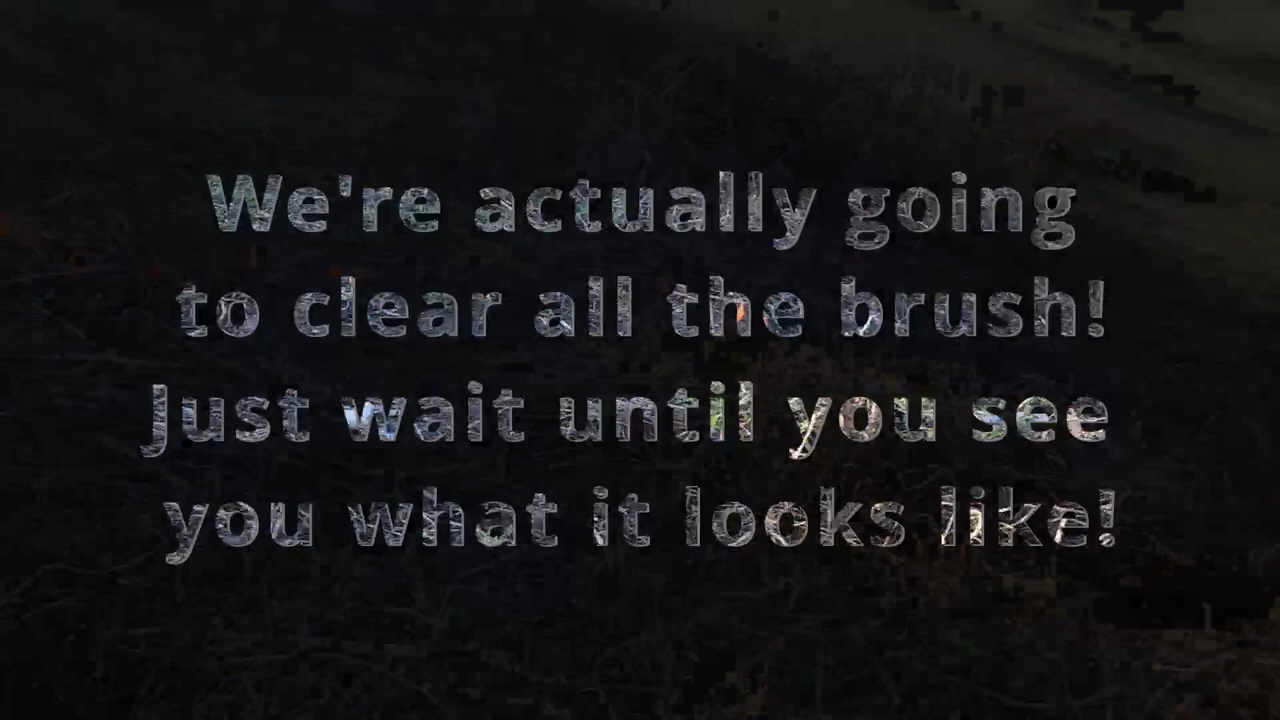 We're actually going
to clear all the brush!
Just wait until you see
you what it looks like!